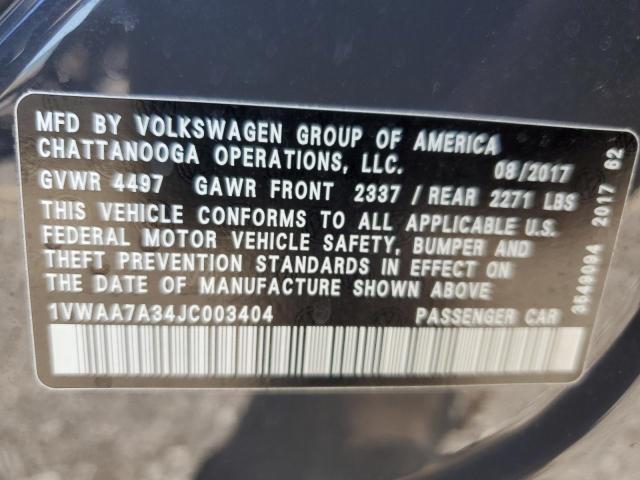 MFD BY VOLKSWAGEN GROUP OF AMERICA
CHATTANOOGA OPERATIONS, LLC. 08/2017
GVWR 4497 GAWR FRONT 2337 / REAR 2271 LBS
THIS VEHICLE CONFORMS TO ALL APPLICABLE U.S.
FEDERAL MOTOR VEHICLE SAFETY, BUMPER AND
THEFT PREVENTION STANDARDS IN EFFECT ON
THE DATE OF MANUFACTURE SHOWN ABOVE.
1VWAA7A34JC003404 PASSENGER CAR
3549094 2017 62